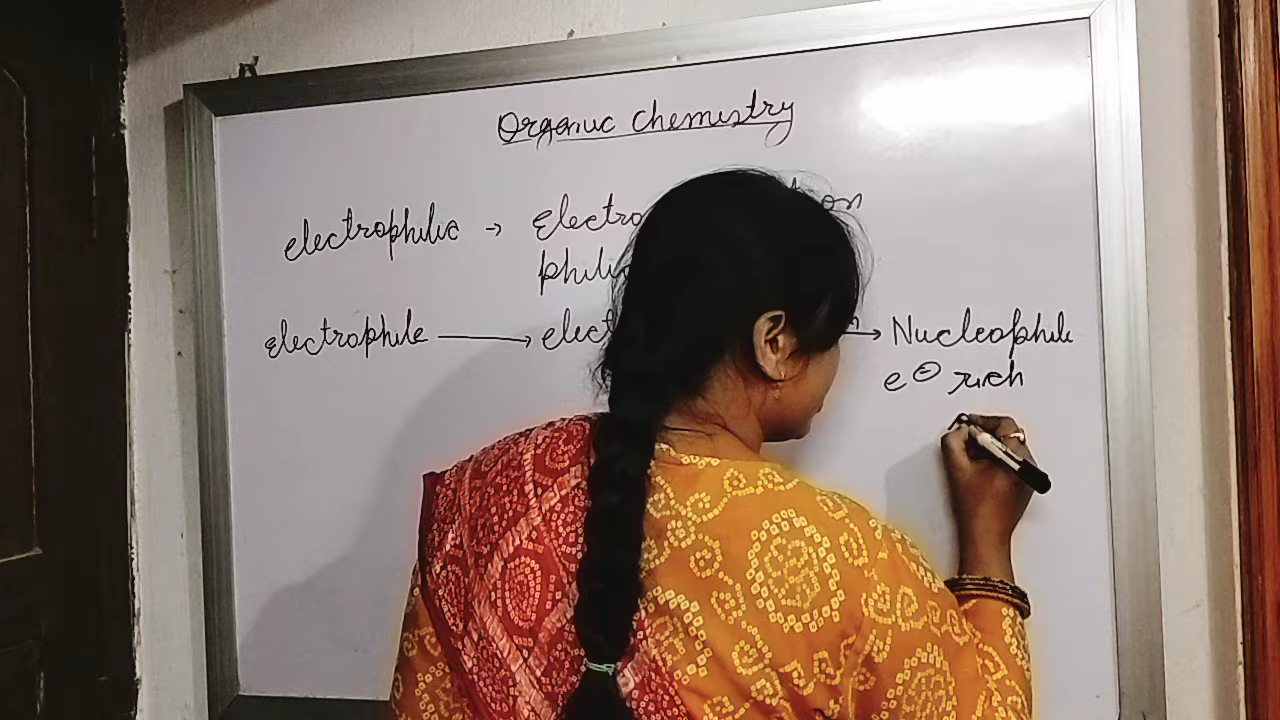 Organic chemistry
electrophilic → Electro
philic
electrophile → elect → Nucleophile
e⊖ rich